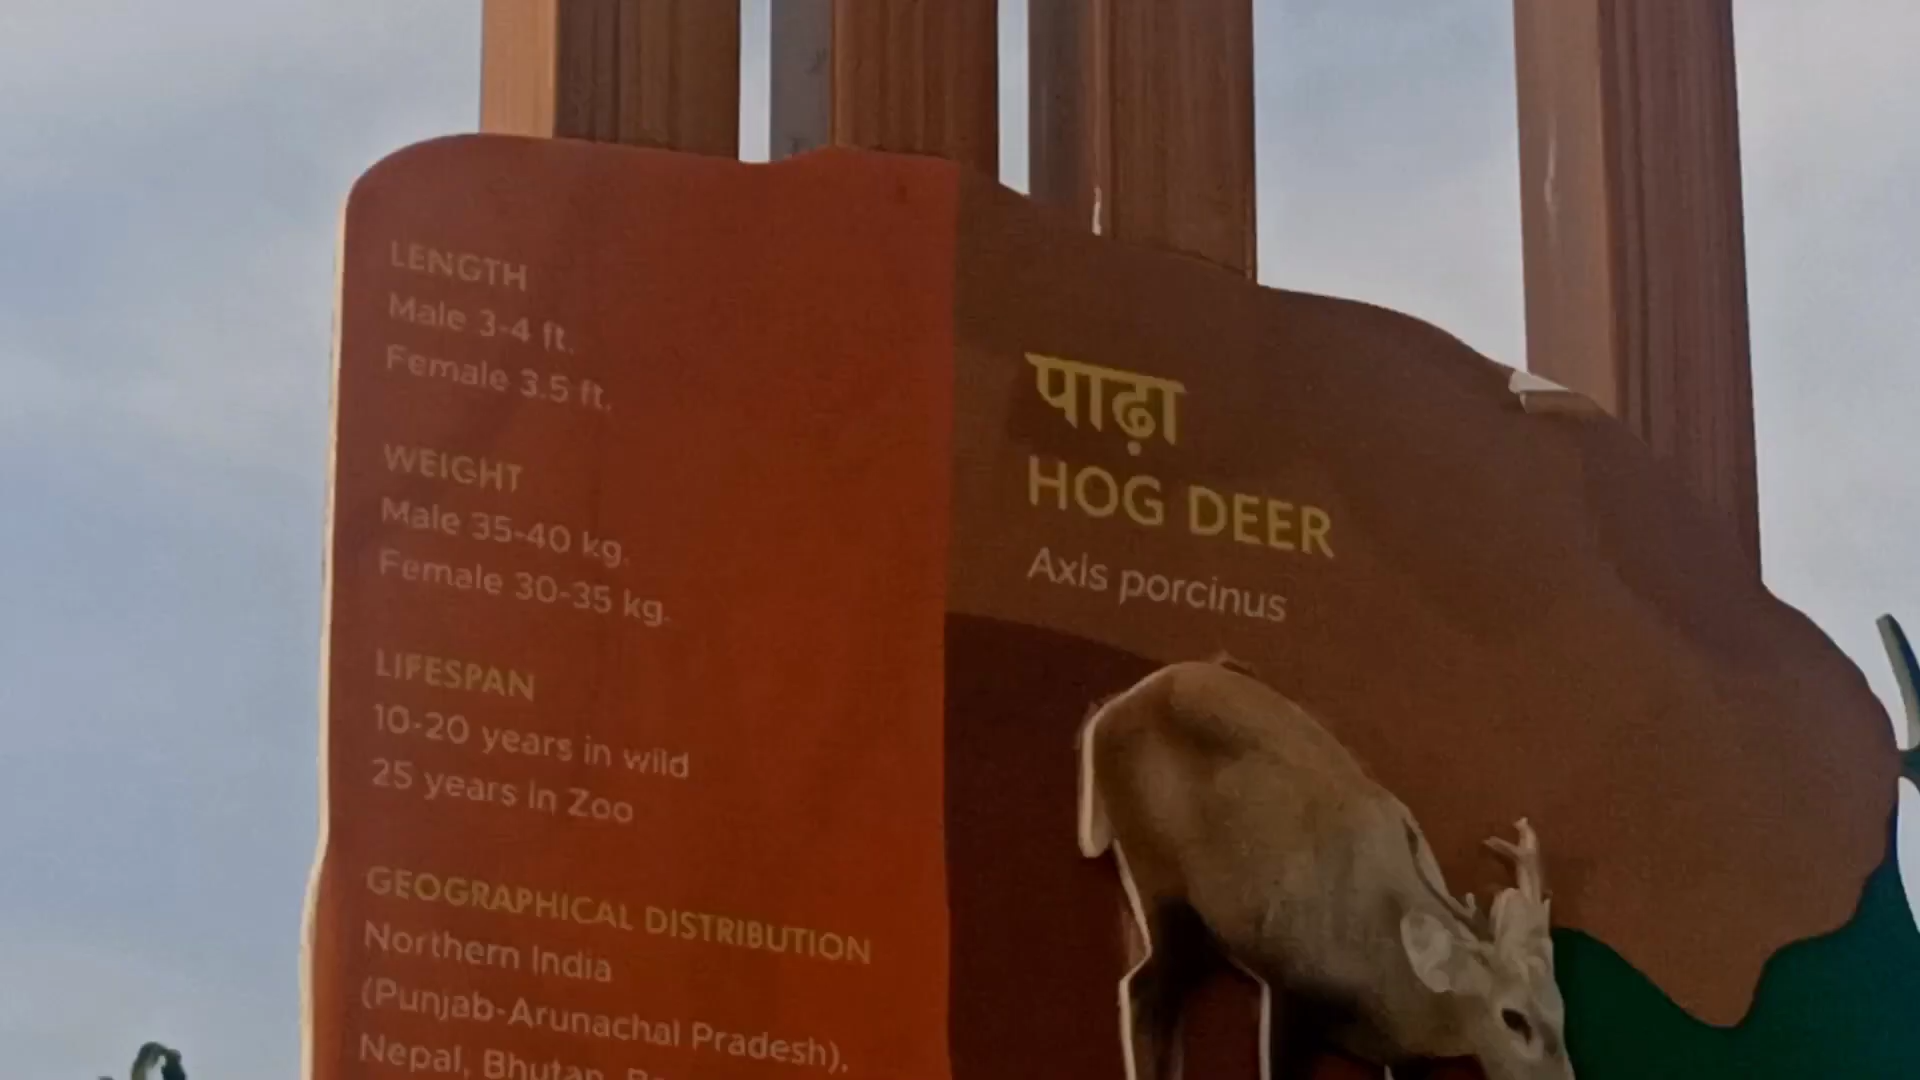 LENGTH
Male 3-4 ft.
Female 3.5 ft.
WEIGHT
Male 35-40 kg.
Female 30-35 kg.
LIFESPAN
10-20 years in wild
25 years in Zoo
GEOGRAPHICAL DISTRIBUTION
Northern India
(Punjab-Arunachal Pradesh),
Nepal, Bhutan,
पाढ़ा
HOG DEER
Axis porcinus